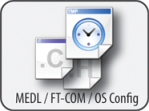 MEDL / FT-COM / OS Config